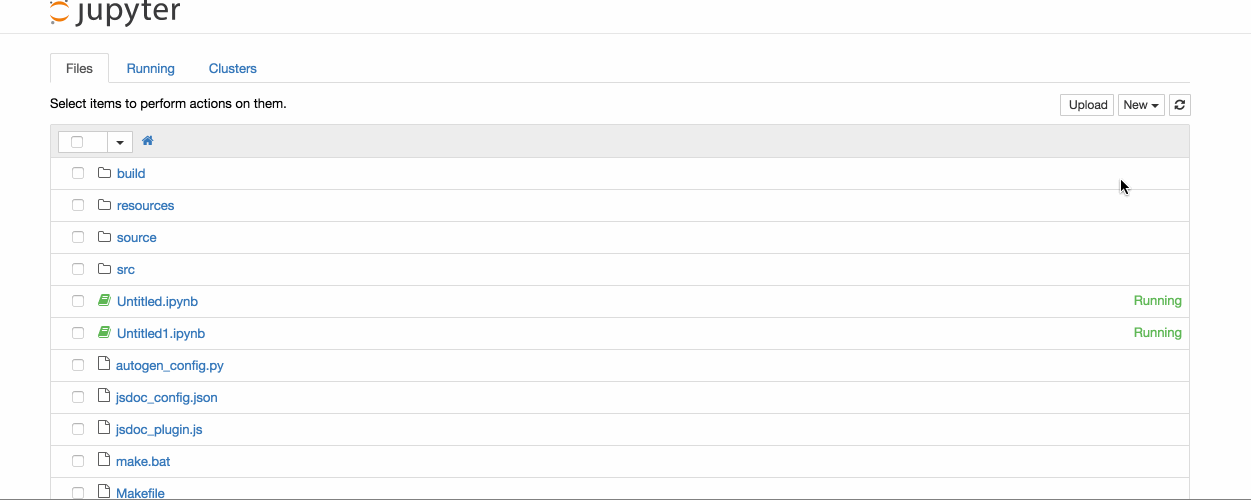 jupyter
Files Running Clusters
Select items to perform actions on them. Upload New
build
resources
source
src
Untitled.ipynb Running
Untitled1.ipynb Running
autogen_config.py
jsdoc_config.json
jsdoc_plugin.js
make.bat
Makefile